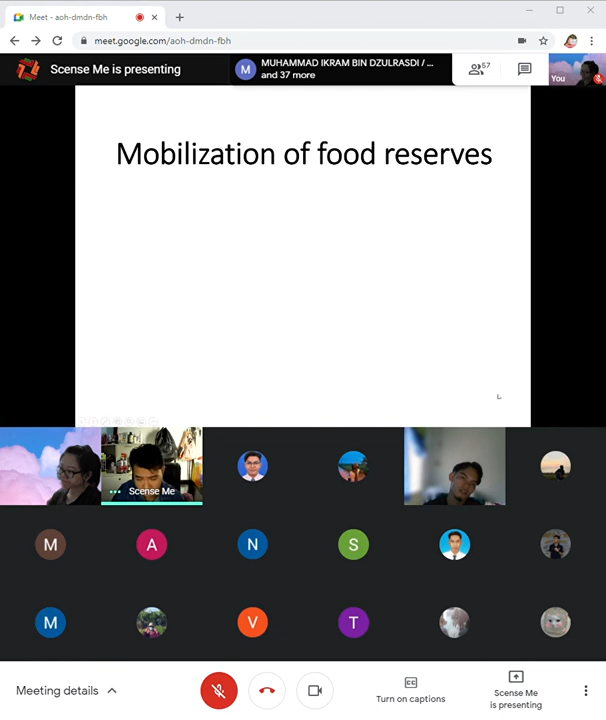 Meet - aoh-dmdn-fbh
meet.google.com/aoh-dmdn-fbh
Scense Me is presenting
M
MUHAMMAD IKRAM BIN DZULRASDI / ...
and 37 more
57
You
Mobilization of food reserves
Scense Me
M
A
N
S
M
V
T
Meeting details
CC
Turn on captions
Scense Me
is presenting